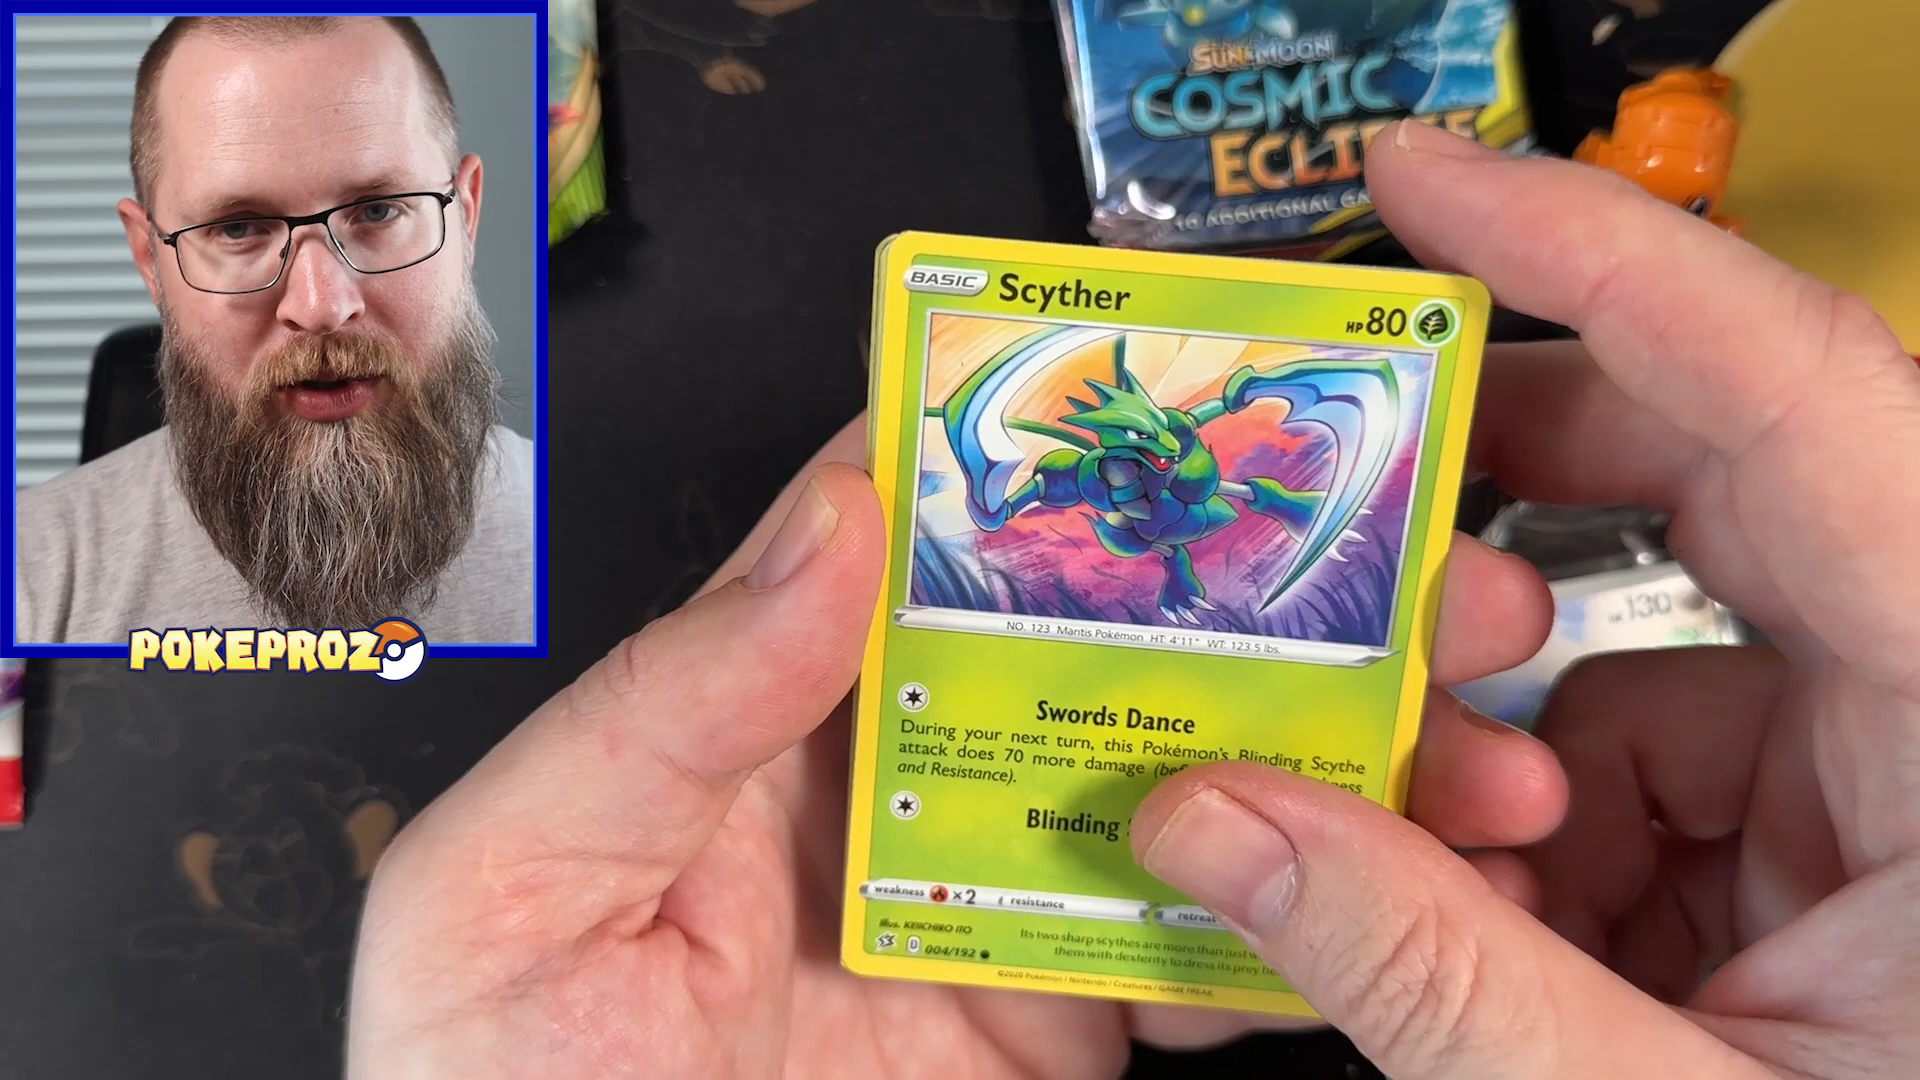 SUN & MOON
COSMIC
10 ADDITIONAL
BASIC Scyther
HP 80
NO. 123 Mantis Pokémon HT: 4'11" WT: 123.5 lbs.
HP 130
POKEPROZ
Swords Dance
During your next turn, this Pokémon's Blinding Scythe
attack does 70 more damage
and Resistance).
Blinding
weakness ×2 resistance retreat
Illus. KEIICHIRO ITO
D 004/192
Its two sharp scythes are more than just
them with dexterity to dress its prey
©2020 Pokémon / Nintendo / Creatures / GAME FREAK